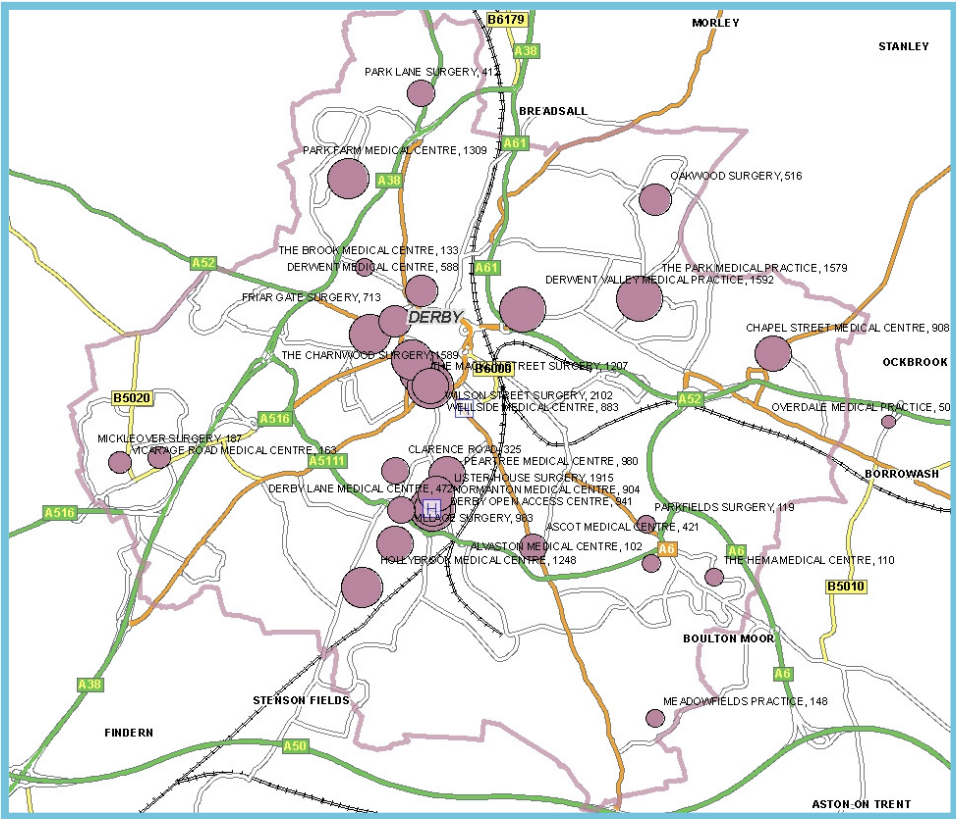 B6179
MORLEY
STANLEY
A38
PARK LANE SURGERY, 412
BREADSALL
A61
PARK FARM MEDICAL CENTRE, 1309
A38
OAKWOOD SURGERY, 516
THE BROOK MEDICAL CENTRE, 133
A52
DERWENT MEDICAL CENTRE, 588
A61
THE PARK MEDICAL PRACTICE, 1579
DERWENT VALLEY MEDICAL PRACTICE, 1592
FRIAR GATE SURGERY, 713
DERBY
CHAPEL STREET MEDICAL CENTRE, 908
THE CHARNWOOD SURGERY, 1589
STREET SURGERY, 1207
B6000
OCKBROOK
B5020
WILSON STREET SURGERY, 2102
A52
WELLSIDE MEDICAL CENTRE, 883
H
OVERDALE MEDICAL PRACTICE, 50
A516
MICKLEOVER SURGERY, 187
VICARAGE ROAD MEDICAL CENTRE, 163
CLARENCE ROAD, 325
A5111
PEARTREE MEDICAL CENTRE, 980
BORROWASH
LISTER HOUSE SURGERY, 1915
DERBY LANE MEDICAL CENTRE, 472
NORMANTON MEDICAL CENTRE, 904
DERBY OPEN ACCESS CENTRE, 941
H
PARKFIELDS SURGERY, 119
A516
VILLAGE SURGERY, 983
ASCOT MEDICAL CENTRE, 421
ALVASTON MEDICAL CENTRE, 102
A6
A6
HOLLYBROOK MEDICAL CENTRE, 1248
THE HEMA MEDICAL CENTRE, 110
B5010
BOULTON MOOR
A6
A38
STENSON FIELDS
MEADOWFIELDS PRACTICE, 148
FINDERN
A50
ASTON-ON TRENT